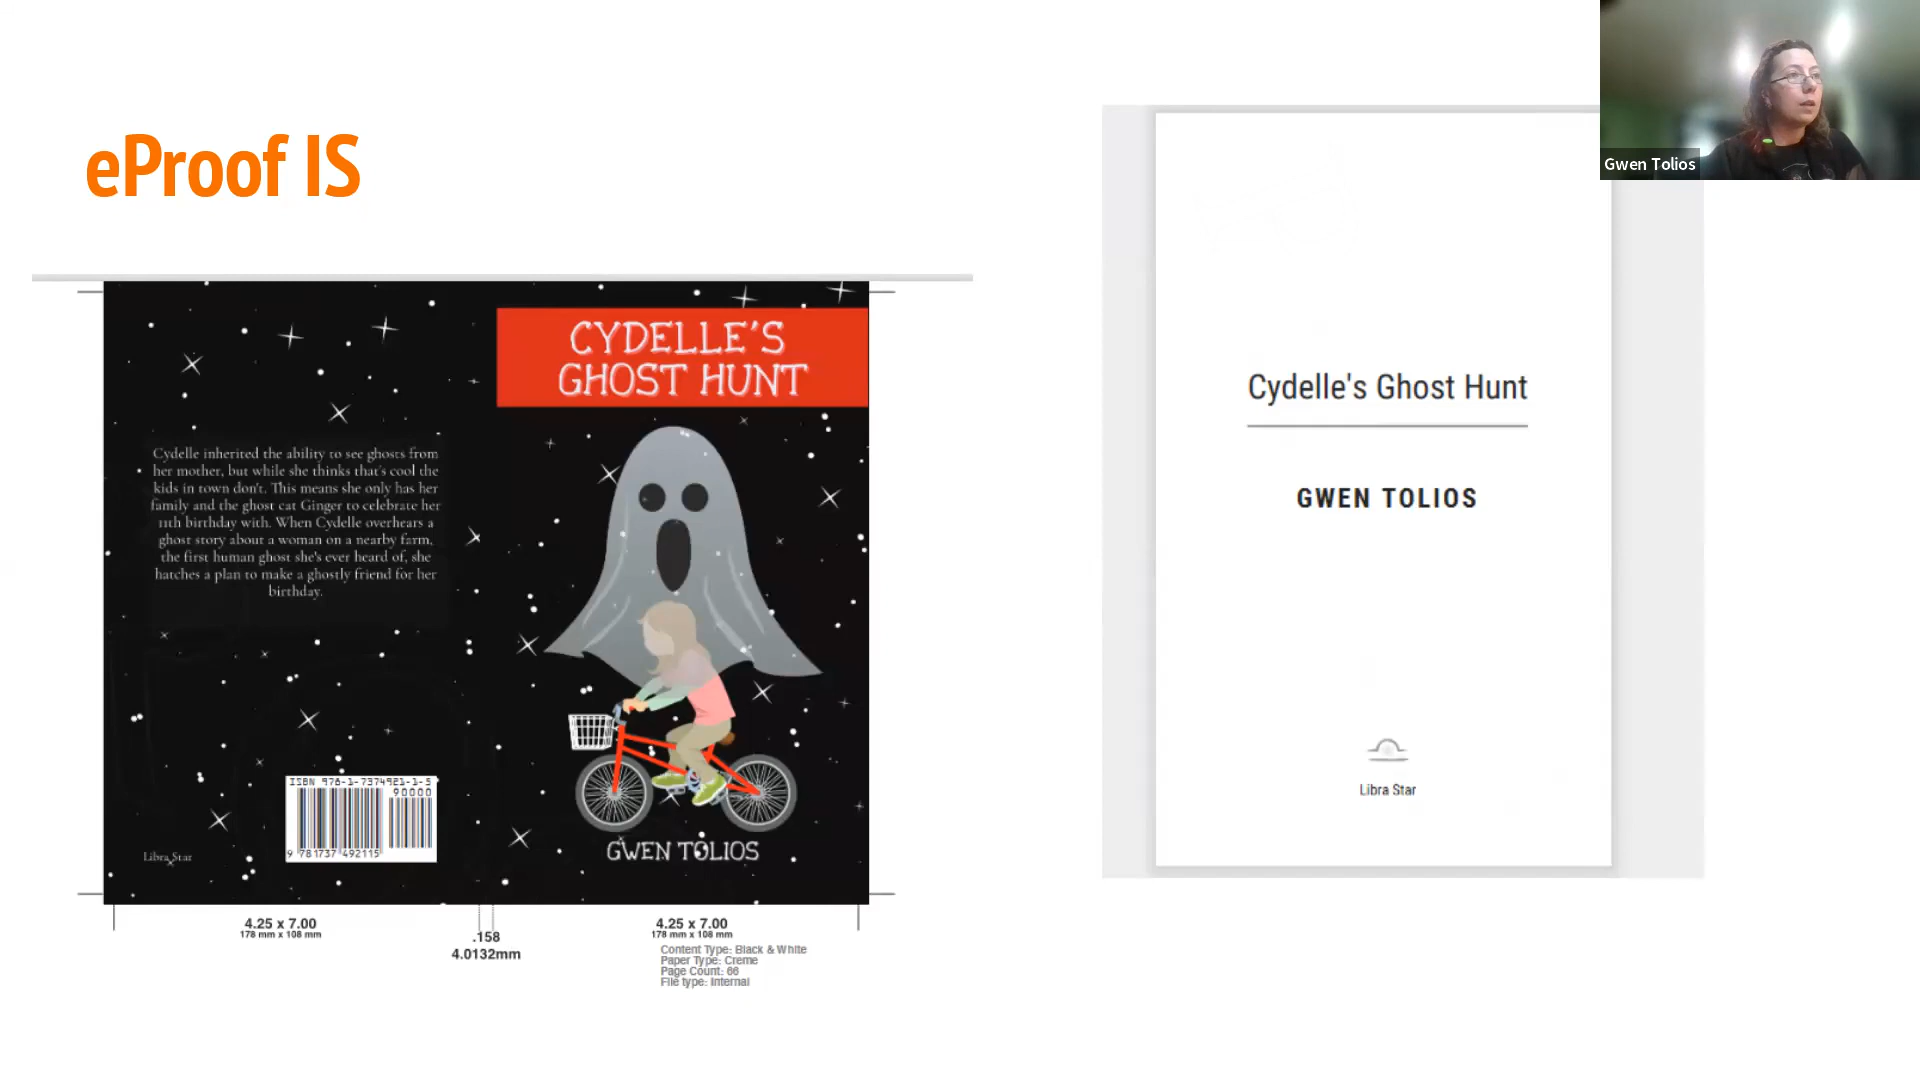 eProof IS
Gwen Tolios
CYDELLE'S
GHOST HUNT
Cydelle inherited the ability to see ghosts from
her mother, but while she thinks that's cool the
kids in town don't. This means she only has her
family and the ghost cat Ginger to celebrate her
11th birthday with. When Cydelle overhears a
ghost story about a woman on a nearby farm,
the first human ghost she's ever heard of, she
hatches a plan to make a ghostly friend for her
birthday.
ISBN 978-1-7374921-1-5
90000
9 781737 492115
Libra Star
GWEN TOLIOS
4.25 x 7.00
178 mm x 108 mm
.158
4.0132mm
4.25 x 7.00
178 mm x 108 mm
Content Type: Black & White
Paper Type: Creme
Page Count: 66
File type: Internal
Cydelle's Ghost Hunt
GWEN TOLIOS
Libra Star